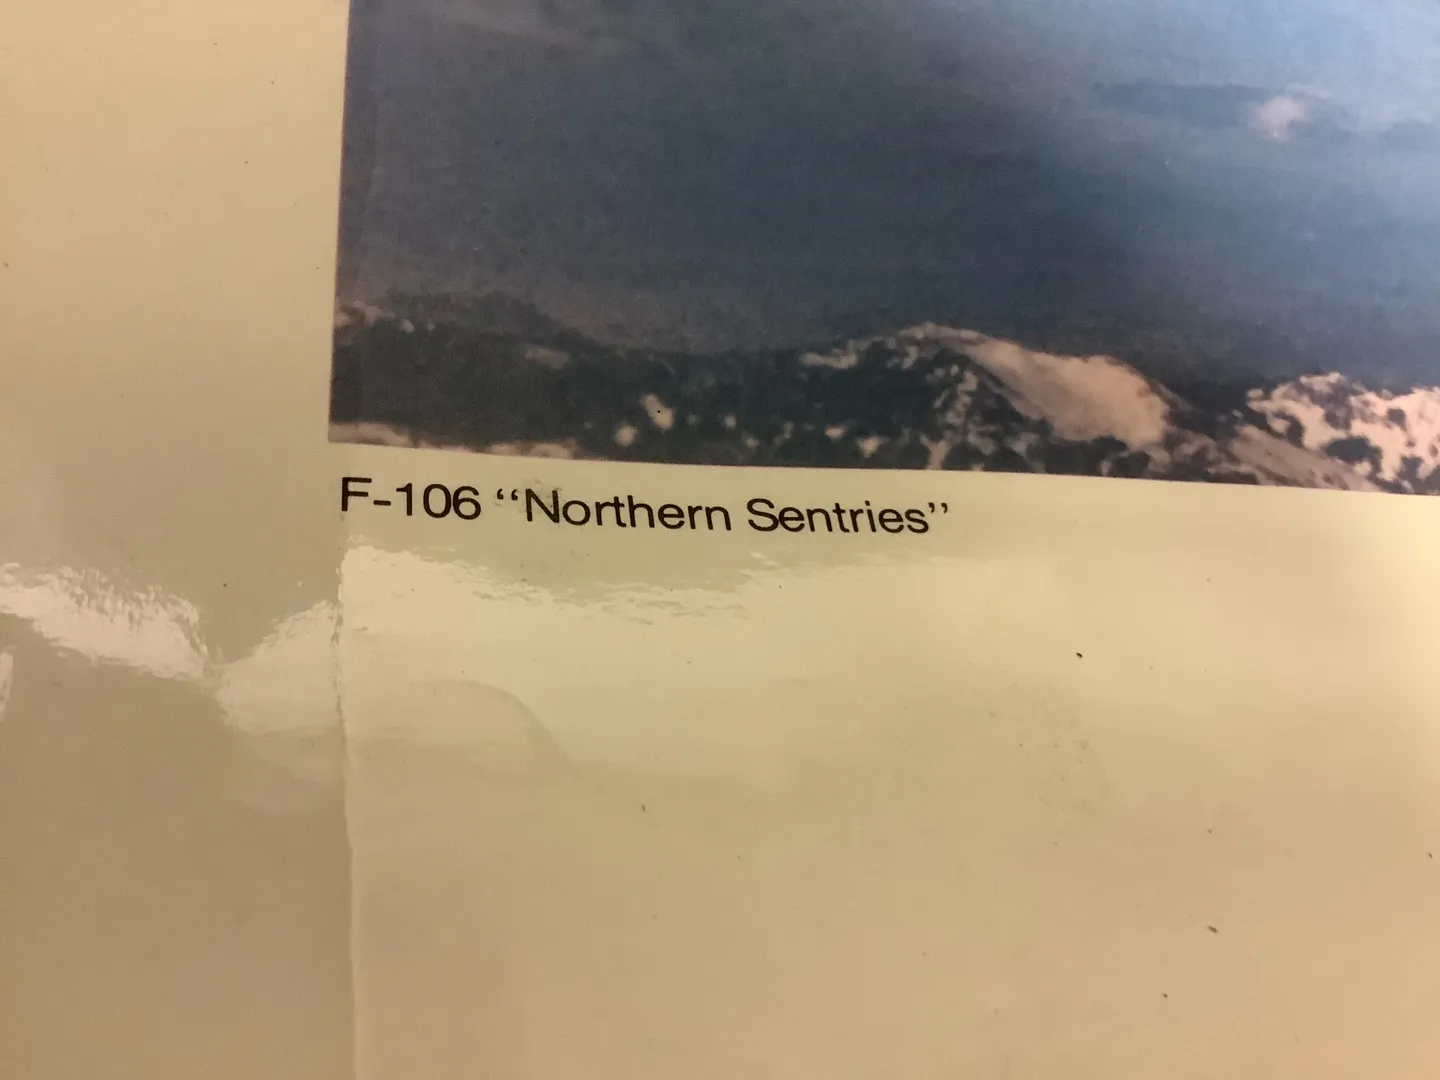 F-106 “Northern Sentries”